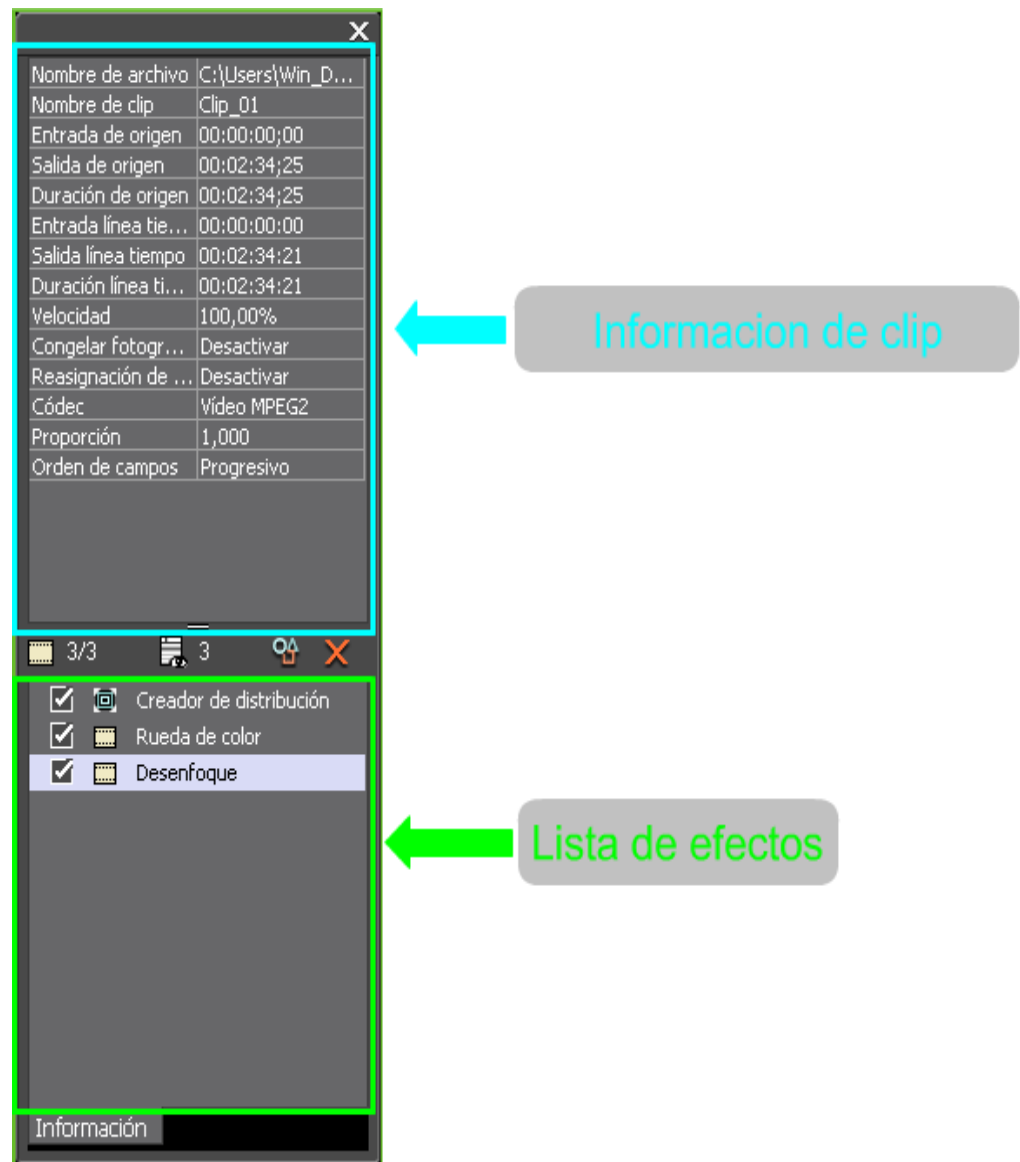 Nombre de archivo C:\Users\Win_D...
Nombre de clip Clip_01
Entrada de origen 00:00:00;00
Salida de origen 00:02:34;25
Duración de origen 00:02:34;25
Entrada línea tie... 00:00:00:00
Salida línea tiempo 00:02:34:21
Duración línea ti... 00:02:34:21
Velocidad 100,00%
Congelar fotogr... Desactivar
Reasignación de ... Desactivar
Códec Vídeo MPEG2
Proporción 1,000
Orden de campos Progresivo
Informacion de clip
3/3 3
Creador de distribución
Rueda de color
Desenfoque
Lista de efectos
Información